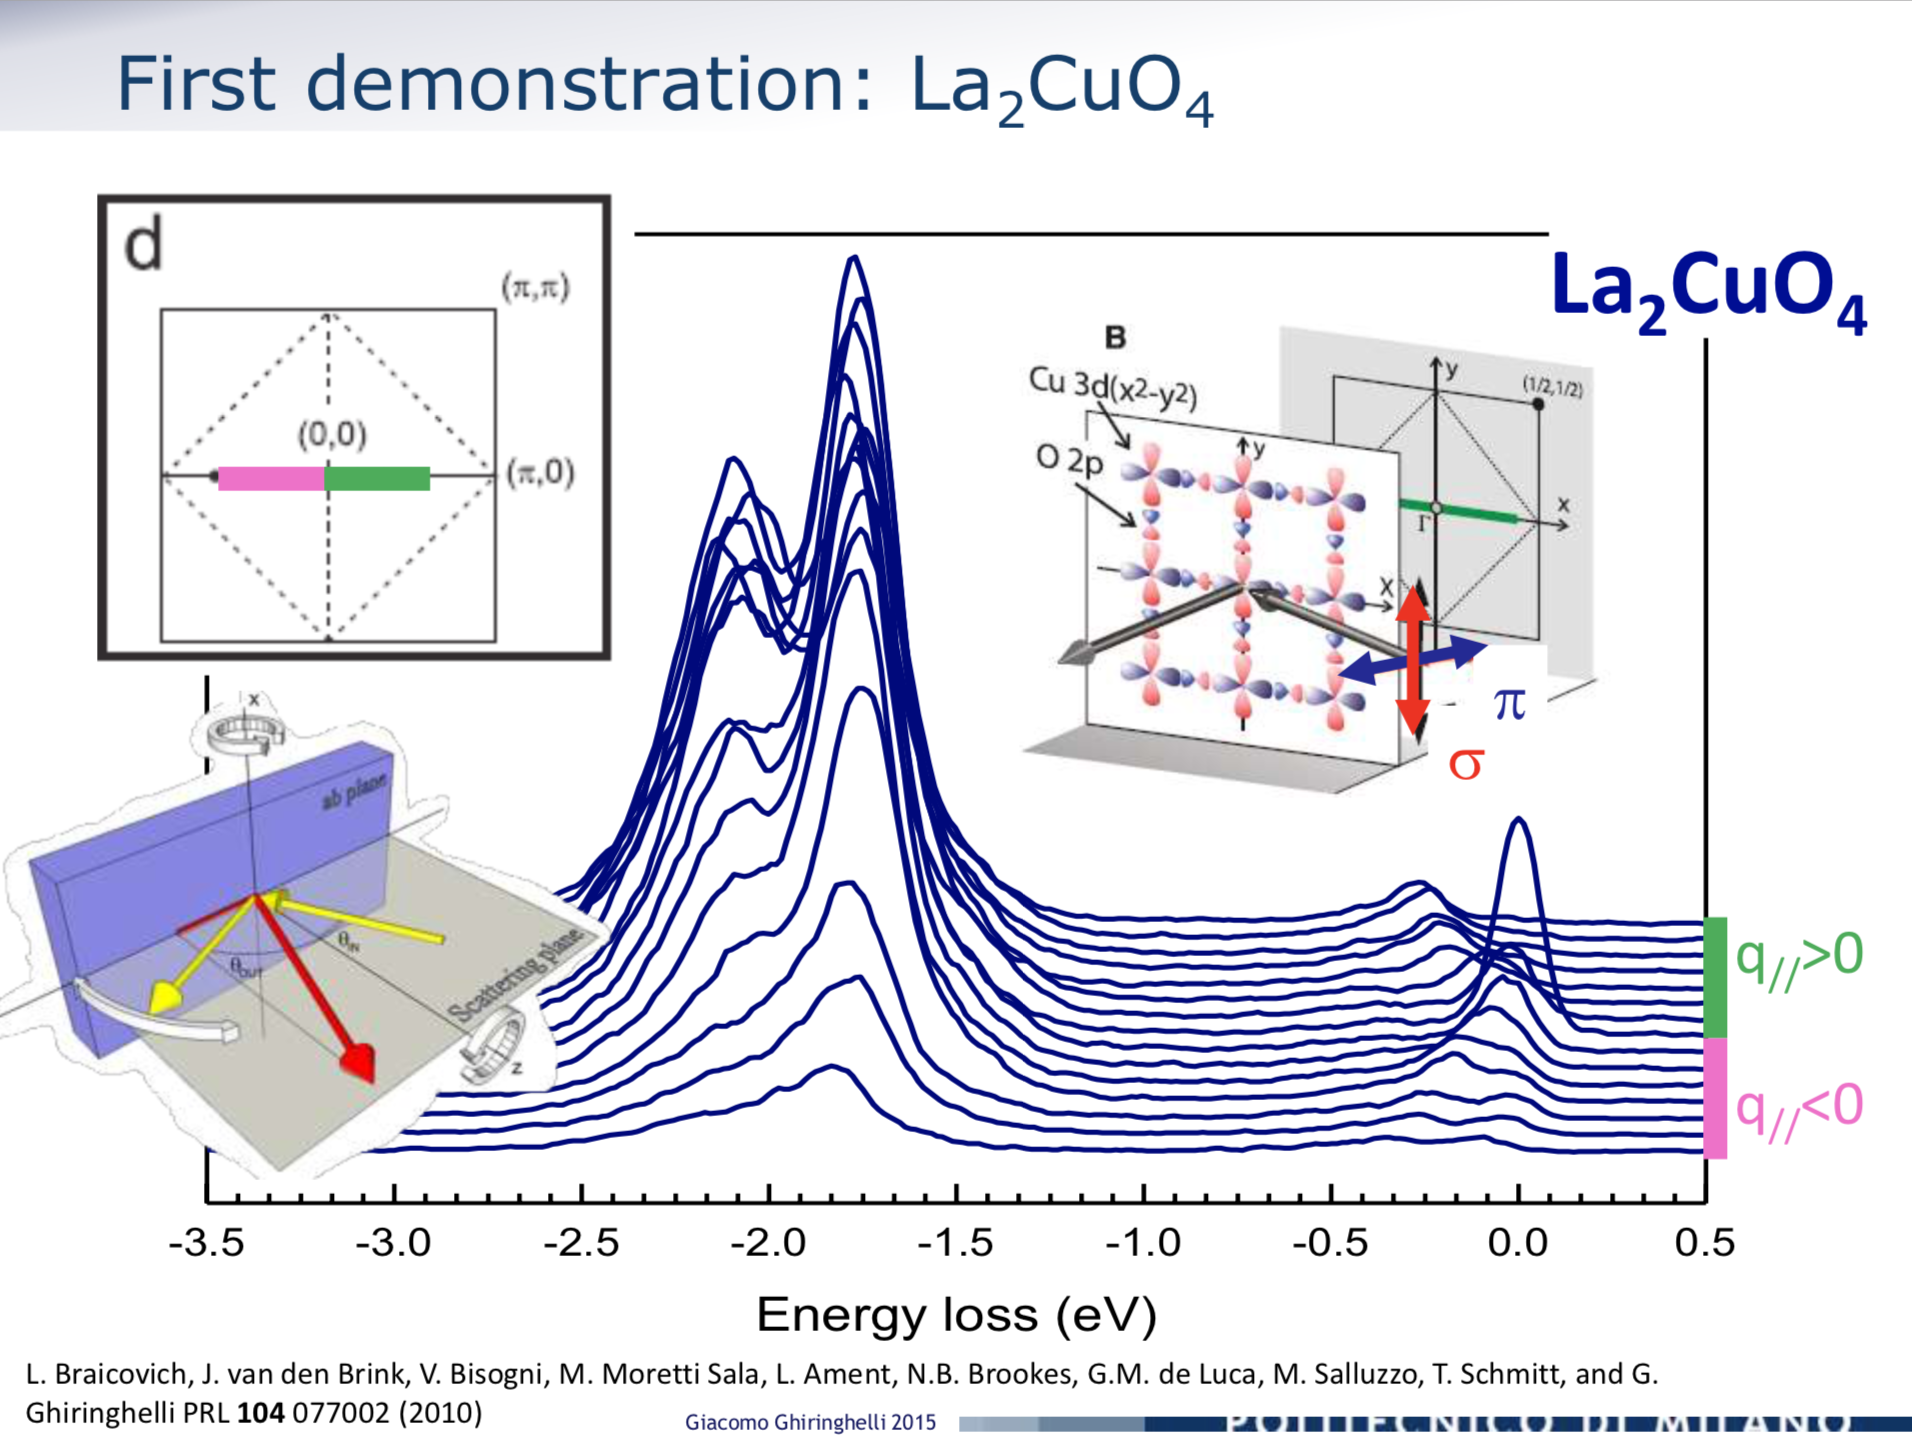 First demonstration: La₂CuO₄
d
(π,π)
(0,0)
(π,0)
La₂CuO₄
B
Cu 3d(x2-y2)
O 2p
y
(1/2,1/2)
y
x
Γ
X
π
σ
x
ab plane
θIN
θOUT
Scattering plane
z
q//>0
q//<0
-3.5 -3.0 -2.5 -2.0 -1.5 -1.0 -0.5 0.0 0.5
Energy loss (eV)
L. Braicovich, J. van den Brink, V. Bisogni, M. Moretti Sala, L. Ament, N.B. Brookes, G.M. de Luca, M. Salluzzo, T. Schmitt, and G.
Ghiringhelli PRL 104 077002 (2010)
Giacomo Ghiringhelli 2015
POLITECNICO DI MILANO